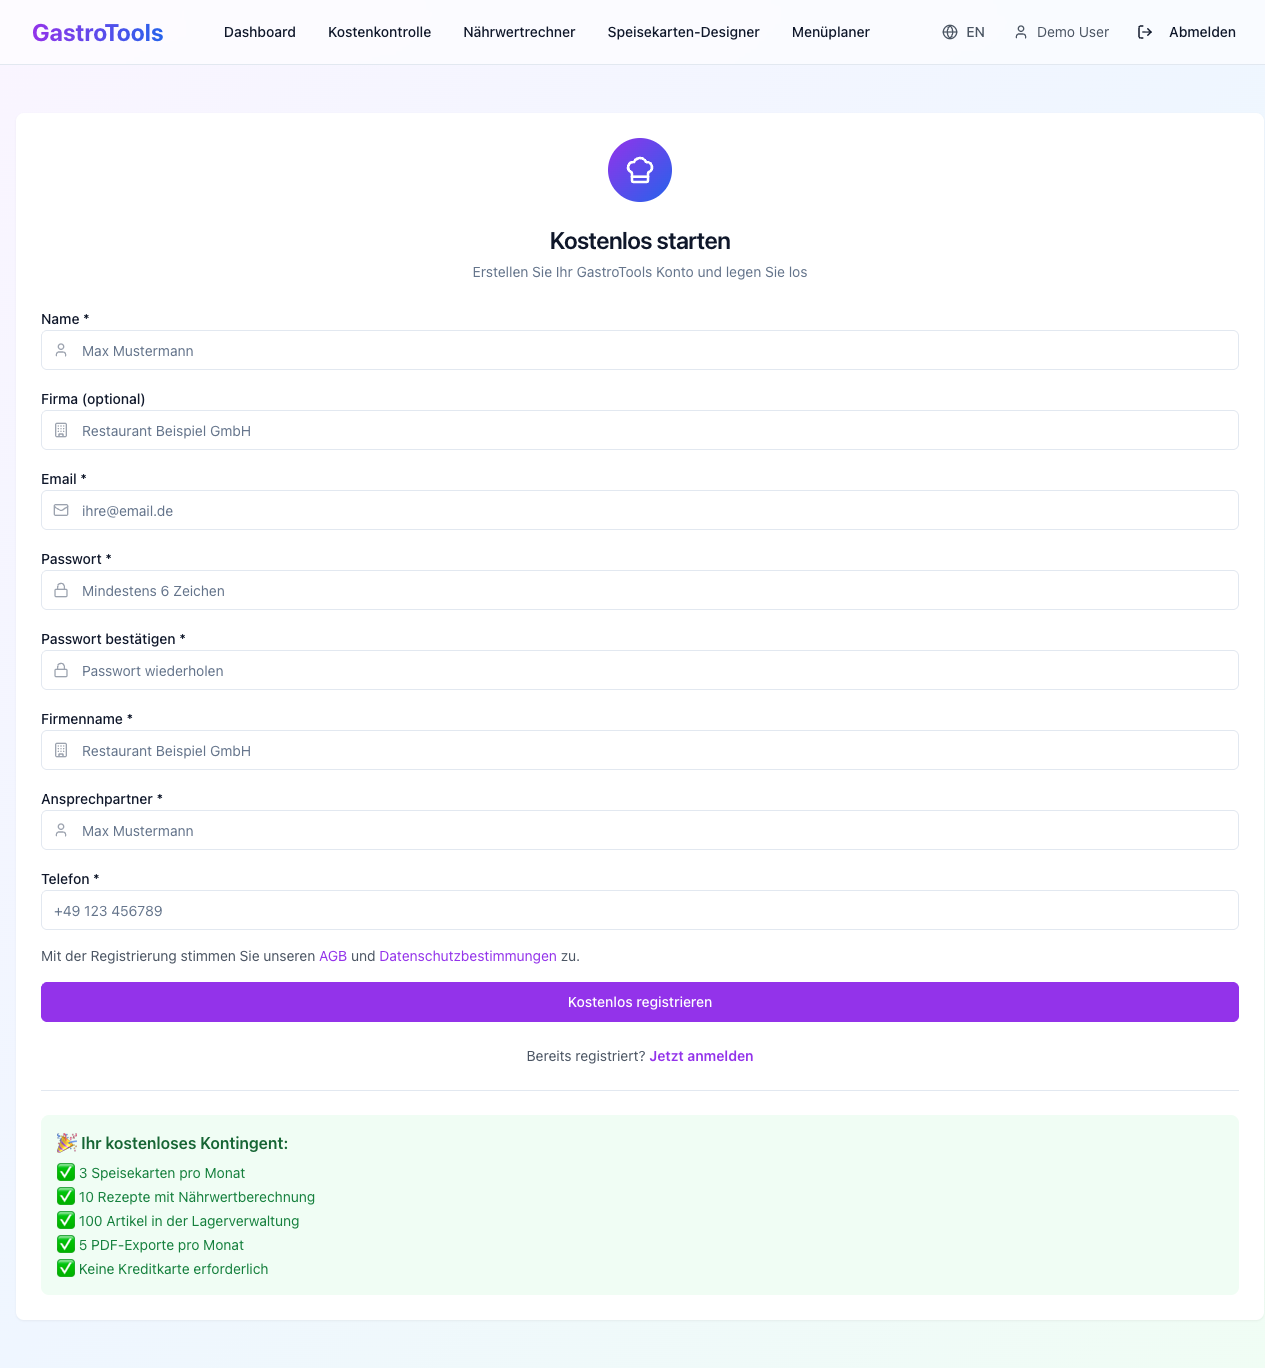 GastroTools Dashboard Kostenkontrolle Nährwertrechner Speisekarten-Designer Menüplaner EN Demo User Abmelden
Kostenlos starten
Erstellen Sie Ihr GastroTools Konto und legen Sie los
Name *
Max Mustermann
Firma (optional)
Restaurant Beispiel GmbH
Email *
ihre@email.de
Passwort *
Mindestens 6 Zeichen
Passwort bestätigen *
Passwort wiederholen
Firmenname *
Restaurant Beispiel GmbH
Ansprechpartner *
Max Mustermann
Telefon *
+49 123 456789
Mit der Registrierung stimmen Sie unseren AGB und Datenschutzbestimmungen zu.
Kostenlos registrieren
Bereits registriert? Jetzt anmelden
🎉 Ihr kostenloses Kontingent:
✅ 3 Speisekarten pro Monat
✅ 10 Rezepte mit Nährwertberechnung
✅ 100 Artikel in der Lagerverwaltung
✅ 5 PDF-Exporte pro Monat
✅ Keine Kreditkarte erforderlich